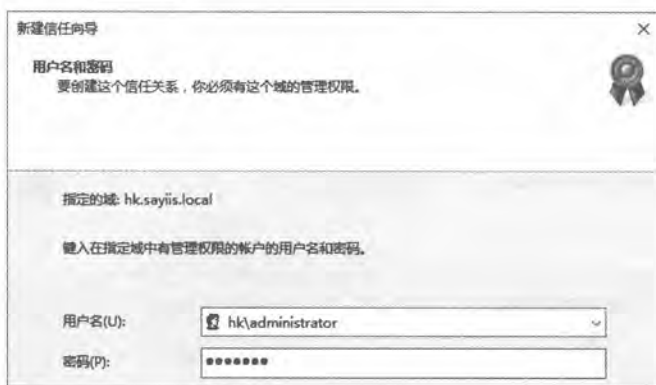 新建信任向导
用户名和密码
要创建这个信任关系，你必须有这个域的管理权限。
指定的域: hk.sayiis.local
键入在指定域中有管理权限的帐户的用户名和密码。
用户名(U): hk\administrator
密码(P): ●●●●●●●